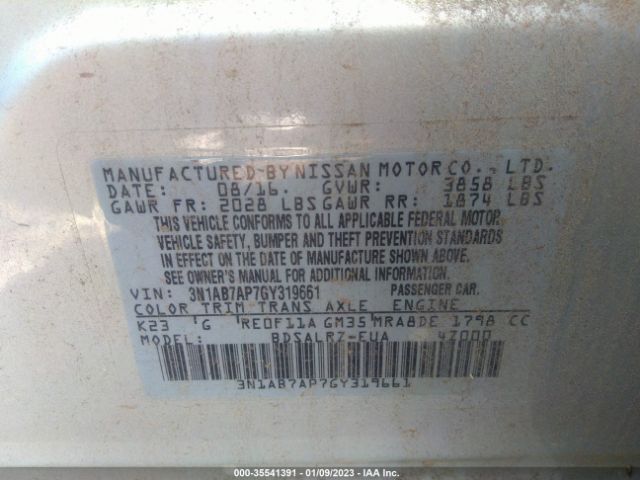 MANUFACTURED BY NISSAN MOTOR CO., LTD.
DATE: 08/16. GVWR: 3858 LBS
GAWR FR: 2028 LBS GAWR RR: 1874 LBS
THIS VEHICLE CONFORMS TO ALL APPLICABLE FEDERAL MOTOR
VEHICLE SAFETY, BUMPER AND THEFT PREVENTION STANDARDS
IN EFFECT ON THE DATE OF MANUFACTURE SHOWN ABOVE.
SEE OWNER'S MANUAL FOR ADDITIONAL INFORMATION.
VIN: 3N1AB7AP7GY319661 PASSENGER CAR.
COLOR TRIM TRANS AXLE ENGINE
K23 G RE0F11A GM35 MRA8DE 1798 CC
MODEL: BDSALR7-EUA 4Z000
3N1AB7AP7GY319661
000-35541391 - 01/09/2023 - IAA Inc.